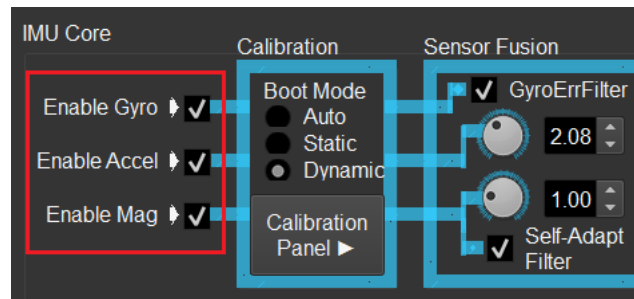 IMU Core
Calibration
Sensor Fusion
Enable Gyro
Enable Accel
Enable Mag
Boot Mode
Auto
Static
Dynamic
Calibration
Panel ►
GyroErrFilter
2.08
1.00
Self-Adapt
Filter